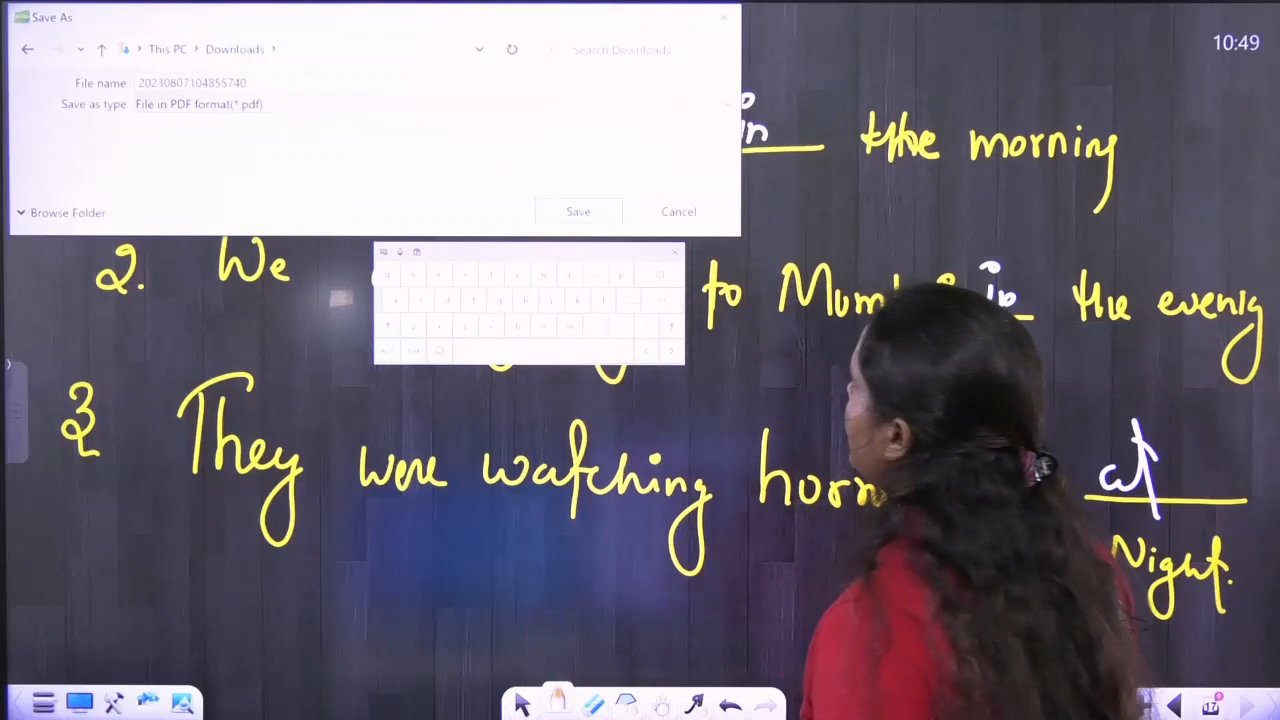 Save As
10:49
This PC > Downloads >
Search Downloads
File name 20230807104855740
Save as type File in PDF format(*.pdf)
in the morning
Browse Folder
Save
Cancel
2. We to in the evenig
3 They were watching at
Night.
17